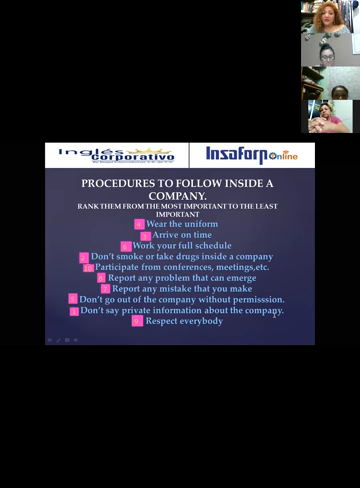 Inglés
Corporativo
Insaforp online
PROCEDURES TO FOLLOW INSIDE A
COMPANY.
RANK THEM FROM THE MOST IMPORTANT TO THE LEAST
IMPORTANT
Wear the uniform
Arrive on time
Work your full schedule
2 Don't smoke or take drugs inside a company
10 Participate from conferences, meetings,etc.
Report any problem that can emerge
7 Report any mistake that you make
Don't go out of the company without permisssion.
Don't say private information about the company.
Respect everybody